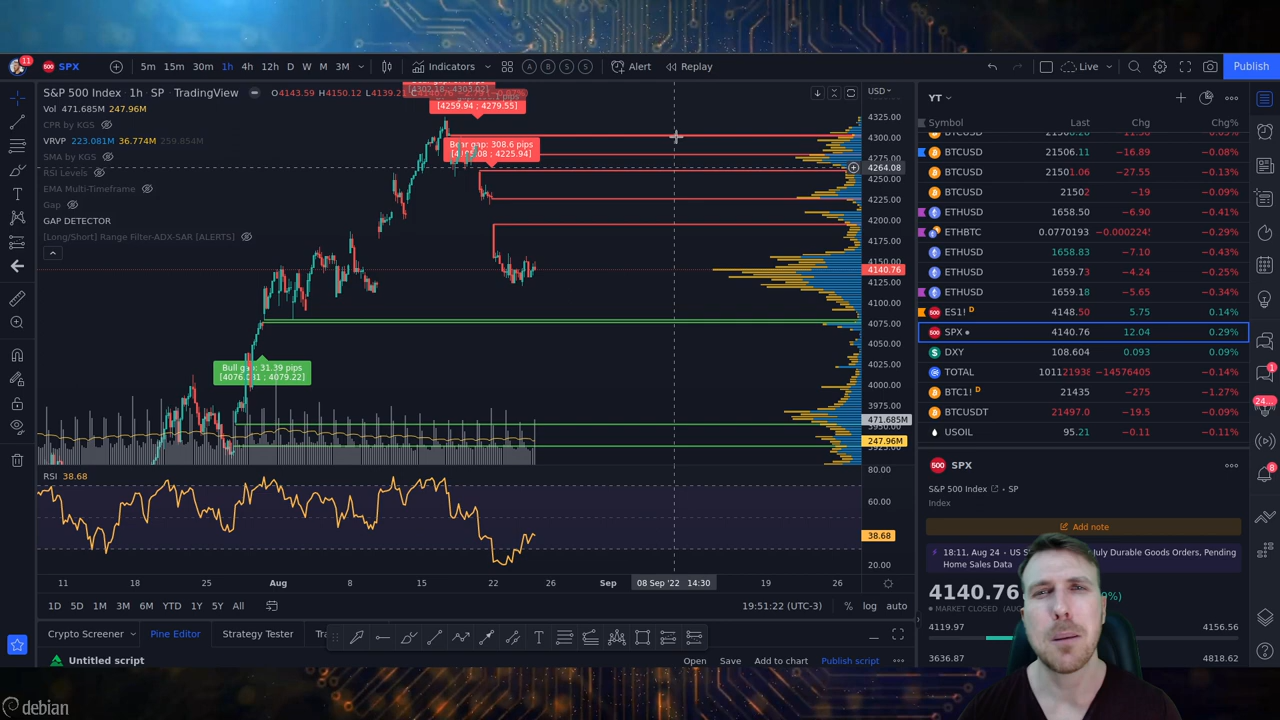 11
SPX
5m 15m 30m 1h 4h 12h D W M 3M
Indicators
Alert
Replay
Live
Publish
S&P 500 Index · 1h · SP · TradingView
O4143.59 H4150.12
Vol 471.685M 247.96M
CPR by KGS
VRVP 223.081M 36.774M 259.854M
SMA by KGS
RSI Levels
EMA Multi-Timeframe
Gap
GAP DETECTOR
[Long/Short] Range Filter-ADX-SAR [ALERTS]
[4259.94 ; 4279.55]
Bear gap: 308.6 pips
Bull gap: 31.39 pips
USD
4325.00
4300.00
4275.00
4264.08
4250.00
4225.00
4200.00
4175.00
4150.00
4140.76
4125.00
4100.00
4075.00
4050.00
4025.00
4000.00
3975.00
471.685M
247.96M
RSI 38.68
80.00
60.00
38.68
20.00
11 18 25 Aug 8 15 22 26 Sep 08 Sep '22 14:30 19 26
1D 5D 1M 3M 6M YTD 1Y 5Y All
19:51:22 (UTC-3)
% log auto
Crypto Screener
Pine Editor
Strategy Tester
Untitled script
Open
Save
Add to chart
Publish script
YT
Symbol Last Chg Chg%
BTCUSD 21506.11 -16.89 -0.08%
BTCUSD 21501.06 -27.55 -0.13%
BTCUSD 21502 -19 -0.09%
ETHUSD 1658.50 -6.90 -0.41%
ETHBTC 0.0770193 -0.000224 -0.29%
ETHUSD 1658.83 -7.10 -0.43%
ETHUSD 1659.73 -4.24 -0.25%
ETHUSD 1659.18 -5.65 -0.34%
ES1! D 4148.50 5.75 0.14%
SPX 4140.76 12.04 0.29%
DXY 108.604 0.093 0.09%
TOTAL 101121938 -14576405 -0.14%
BTC1! D 21435 -275 -1.27%
BTCUSDT 21497.0 -19.5 -0.09%
USOIL 95.21 -0.11 -0.11%
500 SPX
S&P 500 Index · SP
Index
Add note
18:11, Aug 24 · US S
July Durable Goods Orders, Pending
Home Sales Data
4140.76
MARKET CLOSED
4119.97 4156.56
3636.87 4818.62
1
24...
8
debian